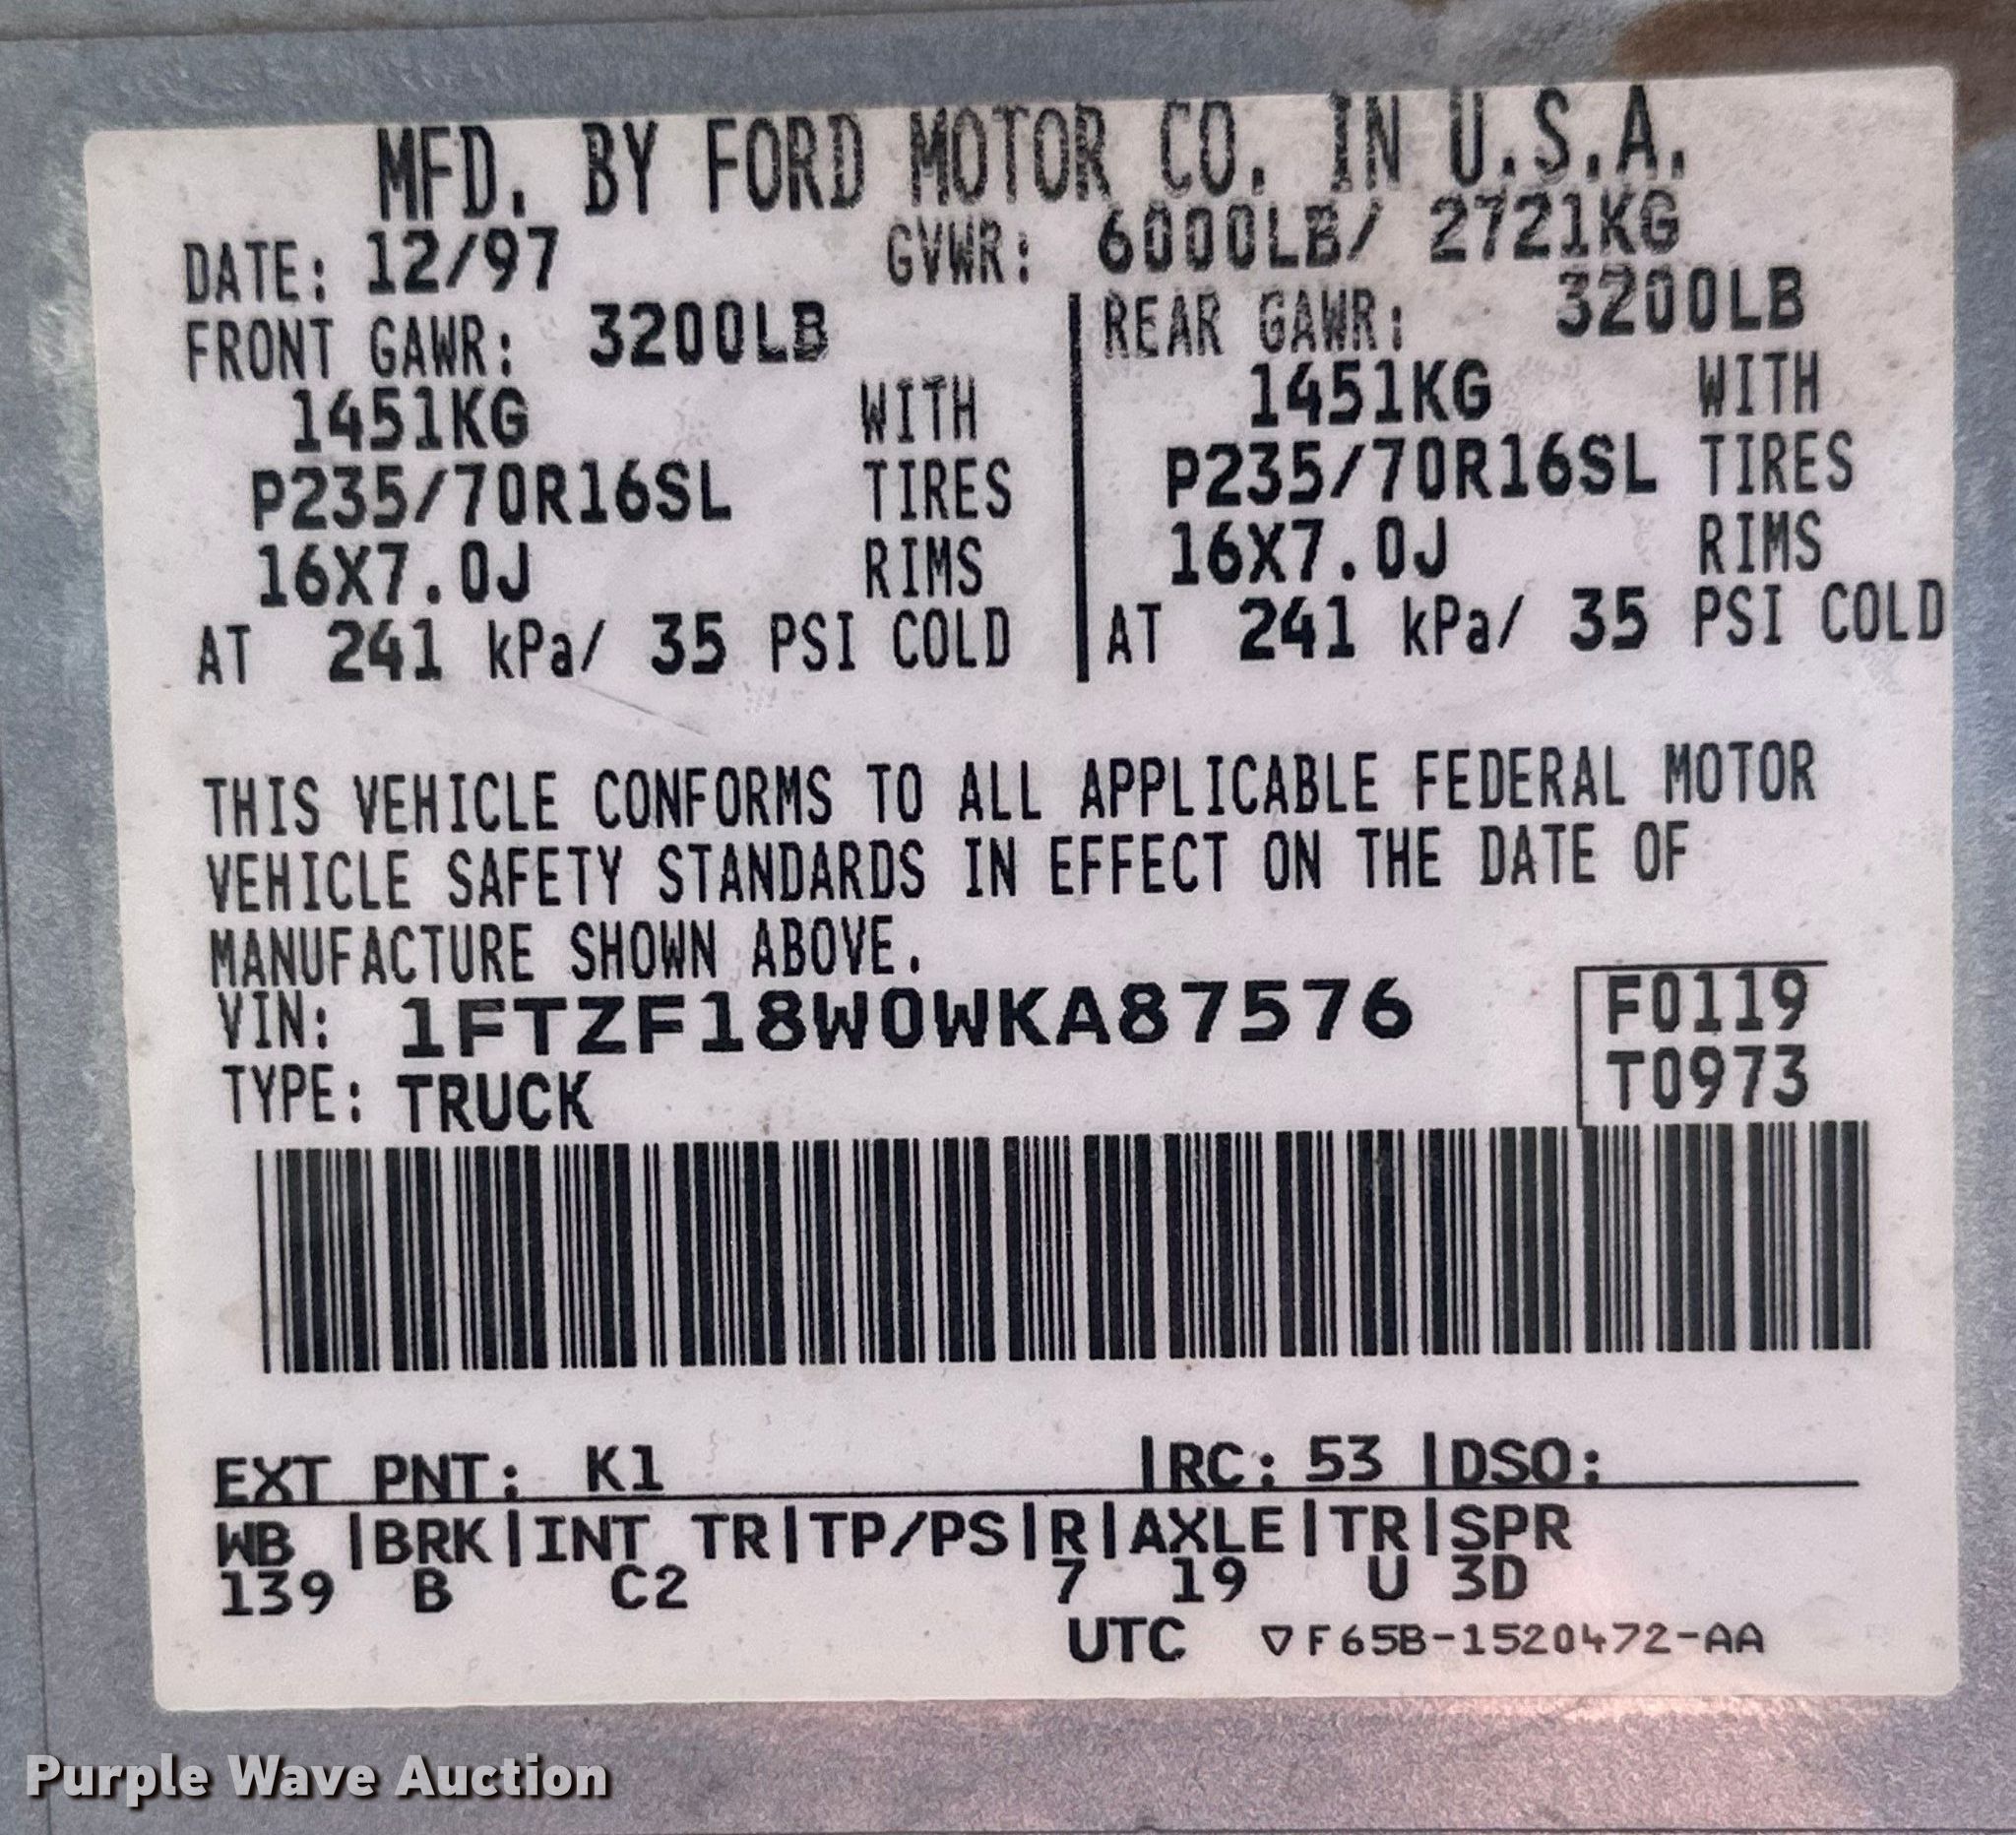 MFD. BY FORD MOTOR CO. IN U.S.A.
DATE: 12/97 GVWR: 6000LB/ 2721KG
FRONT GAWR: 3200LB REAR GAWR: 3200LB
1451KG WITH 1451KG WITH
P235/70R16SL TIRES P235/70R16SL TIRES
16X7.0J RIMS 16X7.0J RIMS
AT 241 kPa/ 35 PSI COLD AT 241 kPa/ 35 PSI COLD
THIS VEHICLE CONFORMS TO ALL APPLICABLE FEDERAL MOTOR
VEHICLE SAFETY STANDARDS IN EFFECT ON THE DATE OF
MANUFACTURE SHOWN ABOVE.
VIN: 1FTZF18W0WKA87576 F0119
TYPE: TRUCK T0973
EXT PNT: K1 |RC: 53 |DSO:
WB |BRK|INT TR|TP/PS|R|AXLE|TR|SPR
139 B C2 7 19 U 3D
UTC ▽F65B-1520472-AA
Purple Wave Auction